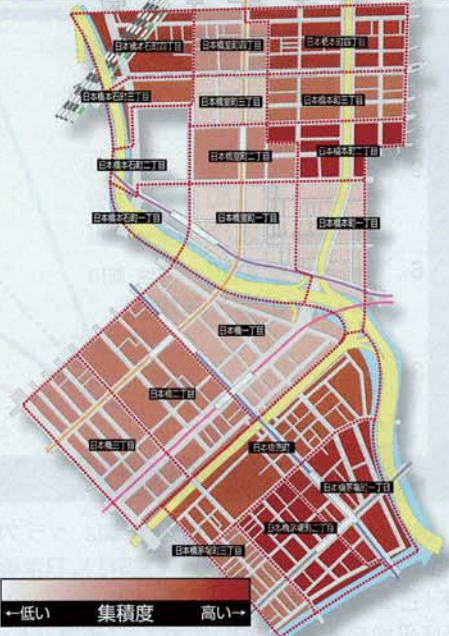 日本橋本石町四丁目
日本橋室町四丁目
日本橋本町四丁目
日本橋本石町三丁目
日本橋室町三丁目
日本橋本町三丁目
日本橋本石町二丁目
日本橋室町二丁目
日本橋本町二丁目
日本橋本石町一丁目
日本橋室町一丁目
日本橋本町一丁目
日本橋一丁目
日本橋二丁目
日本橋三丁目
日本橋兜町
日本橋茅場町一丁目
日本橋茅場町二丁目
日本橋茅場町三丁目
←低い 集積度 高い→